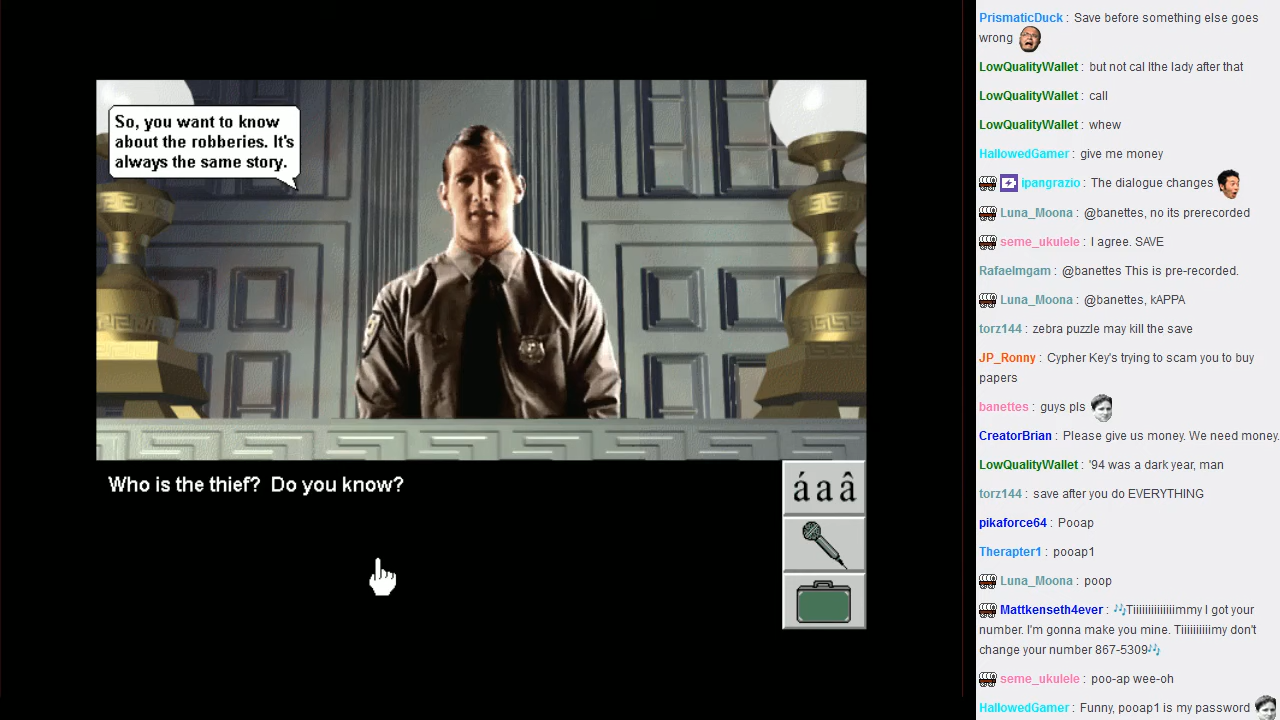 So, you want to know
about the robberies. It's
always the same story.
Who is the thief?  Do you know?
á a â
PrismaticDuck : Save before something else goes
wrong
LowQualityWallet : but not cal lthe lady after that
LowQualityWallet : call
LowQualityWallet : whew
HallowedGamer : give me money
ipangrazio : The dialogue changes
Luna_Moona : @banettes, no its prerecorded
seme_ukulele : I agree. SAVE
Rafaelmgam : @banettes This is pre-recorded.
Luna_Moona : @banettes, kAPPA
torz144 : zebra puzzle may kill the save
JP_Ronny : Cypher Key's trying to scam you to buy
papers
banettes : guys pls
CreatorBrian : Please give us money. We need money.
LowQualityWallet : '94 was a dark year, man
torz144 : save after you do EVERYTHING
pikaforce64 : Pooap
Therapter1 : pooap1
Luna_Moona : poop
Mattkenseth4ever : 🎶Tiiiiiiiiiiiiimmy I got your
number. I'm gonna make you mine. Tiiiiiiiiimy don't
change your number 867-5309🎶
seme_ukulele : poo-ap wee-oh
HallowedGamer : Funny, pooap1 is my password